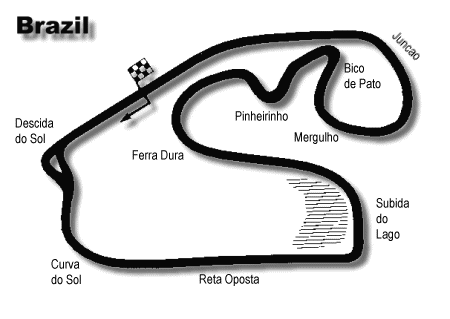 Brazil
Juncao
Bico
de Pato
Pinheirinho
Mergulho
Descida
do Sol
Ferra Dura
Subida
do
Lago
Curva
do Sol
Reta Oposta